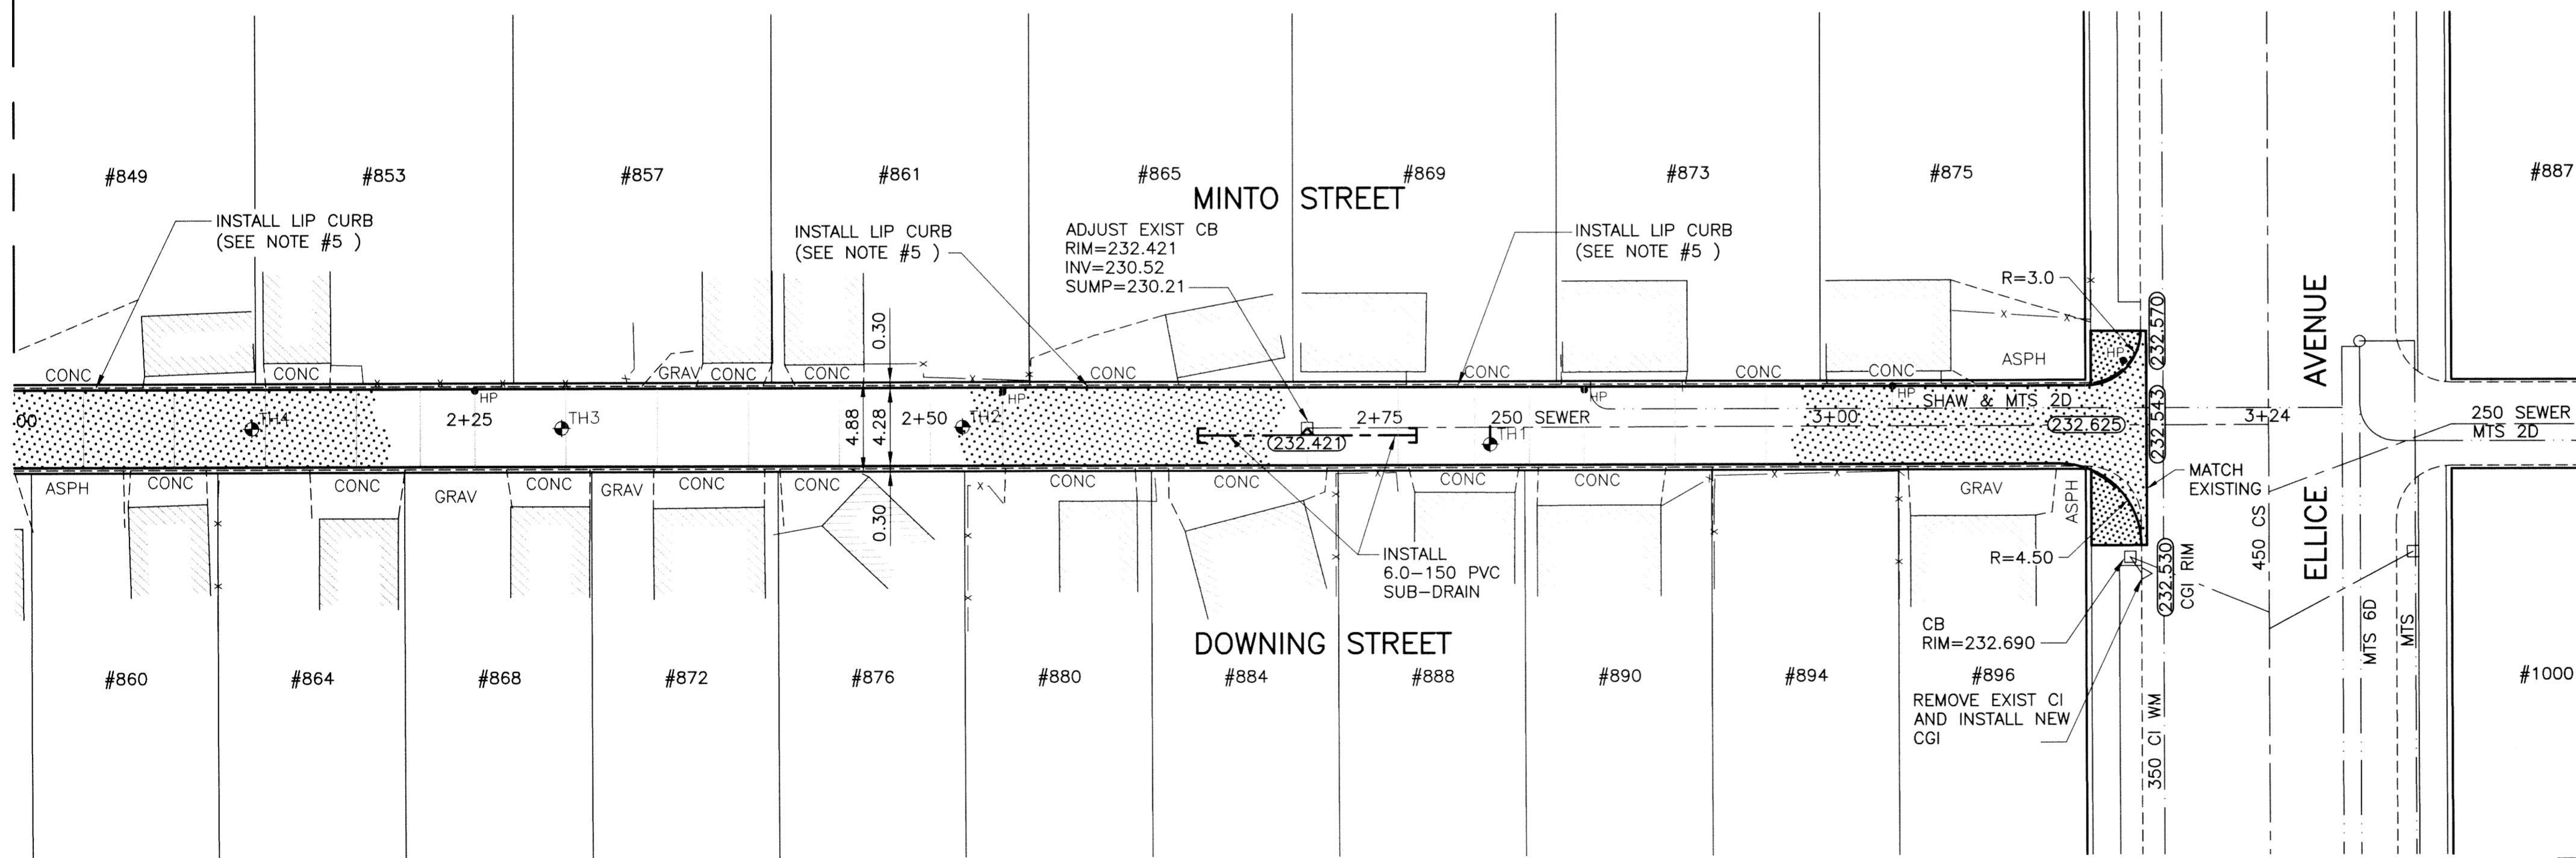 #849
#853
#857
#861
#865
#869
#873
#875
#887
MINTO STREET
INSTALL LIP CURB
(SEE NOTE #5 )
INSTALL LIP CURB
(SEE NOTE #5 )
ADJUST EXIST CB
RIM=232.421
INV=230.52
SUMP=230.21
INSTALL LIP CURB
(SEE NOTE #5 )
R=3.0
232.570
AVENUE
0.30
CONC
CONC
GRAV
CONC
CONC
CONC
CONC
CONC
CONC
ASPH
HP
HP
HP
HP
HP
SHAW & MTS 2D
.00
TH4
2+25
TH3
4.88
4.28
2+50
TH2
232.421
2+75
250 SEWER
TH1
3+00
232.625
232.543
3+24
250 SEWER
MTS 2D
MATCH
EXISTING
ASPH
CONC
CONC
GRAV
CONC
GRAV
CONC
CONC
CONC
CONC
CONC
CONC
GRAV
ASPH
0.30
INSTALL
6.0-150 PVC
SUB-DRAIN
R=4.50
232.530
CGI RIM
450 CS
ELLICE
CB
RIM=232.690
MTS 6D
MTS
DOWNING STREET
#860
#864
#868
#872
#876
#880
#884
#888
#890
#894
#896
#1000
REMOVE EXIST CI
AND INSTALL NEW
CGI
350 CI WM